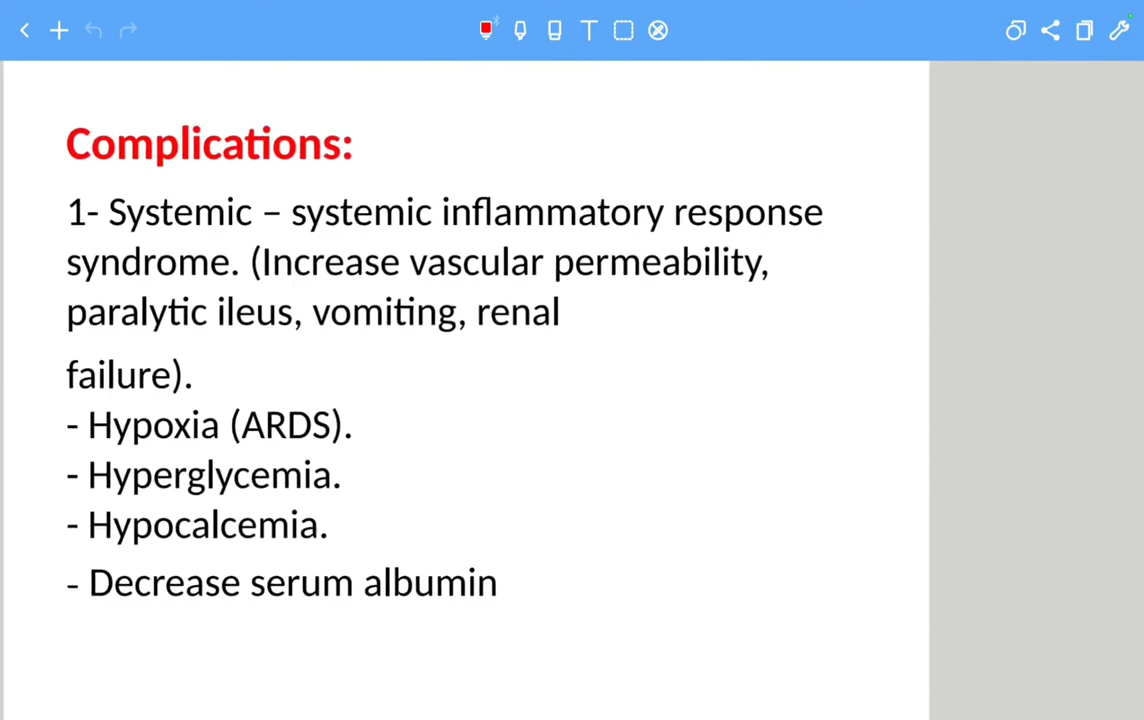 Complications:
1- Systemic – systemic inflammatory response
syndrome. (Increase vascular permeability,
paralytic ileus, vomiting, renal
failure).
- Hypoxia (ARDS).
- Hyperglycemia.
- Hypocalcemia.
- Decrease serum albumin